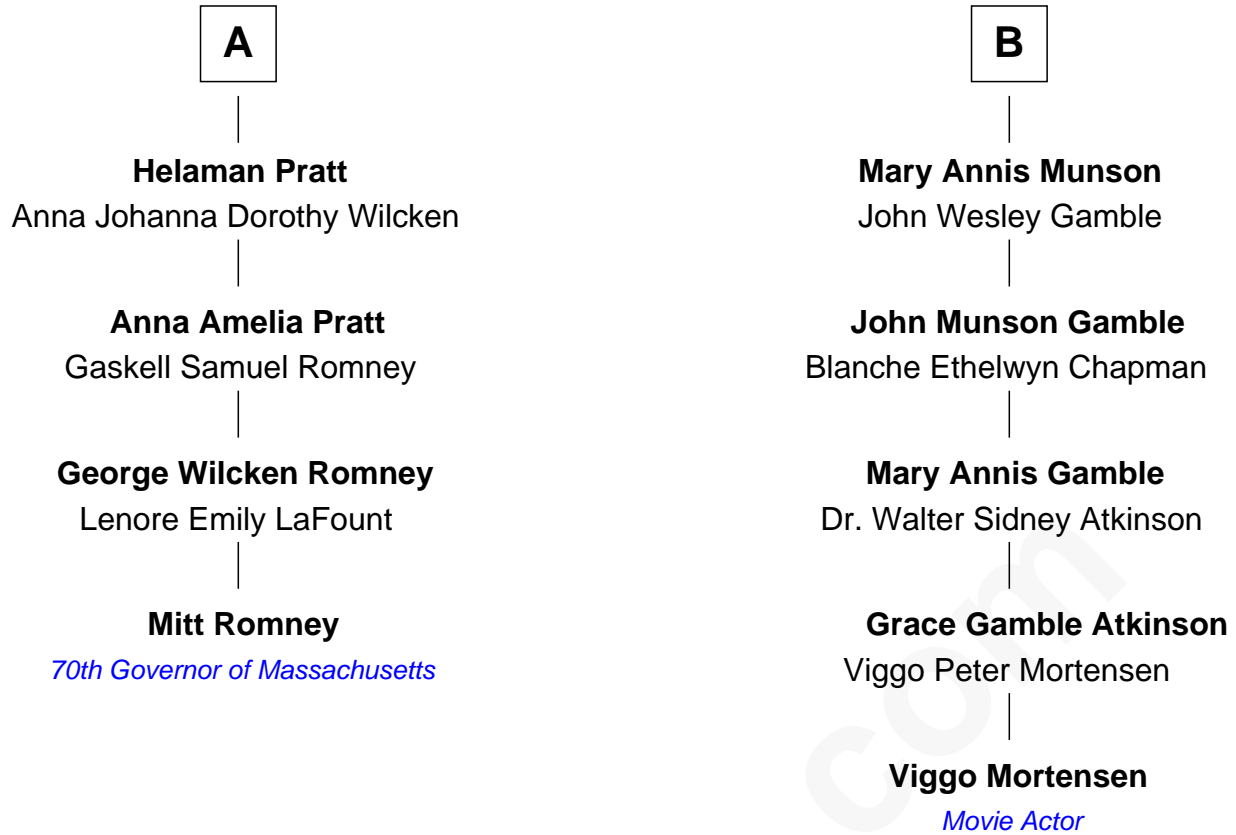 A
Helaman Pratt
Anna Johanna Dorothy Wilcken
Anna Amelia Pratt
Gaskell Samuel Romney
George Wilcken Romney
Lenore Emily LaFount
Mitt Romney
70th Governor of Massachusetts
B
Mary Annis Munson
John Wesley Gamble
John Munson Gamble
Blanche Ethelwyn Chapman
Mary Annis Gamble
Dr. Walter Sidney Atkinson
Grace Gamble Atkinson
Viggo Peter Mortensen
Viggo Mortensen
Movie Actor
com